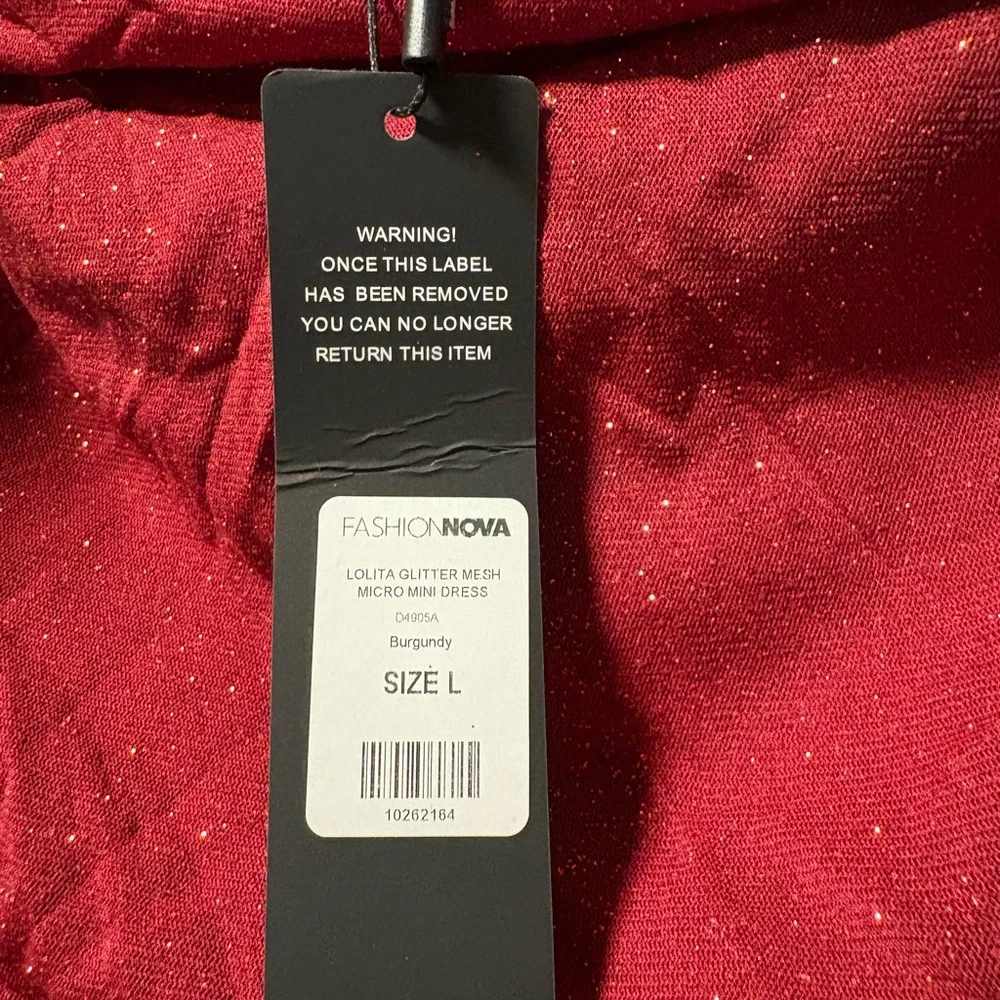 WARNING!
ONCE THIS LABEL
HAS BEEN REMOVED
YOU CAN NO LONGER
RETURN THIS ITEM
FASHIONNOVA
LOLITA GLITTER MESH
MICRO MINI DRESS
D4905A
Burgundy
SIZE L
10262164